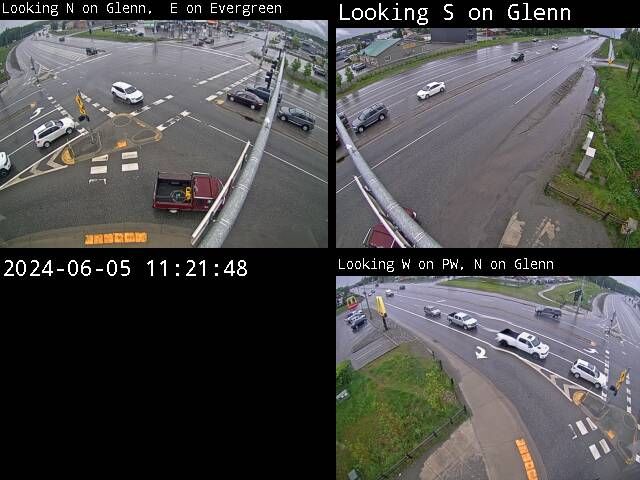 Looking N on Glenn, E on Evergreen
Looking S on Glenn
2024-06-05 11:21:48
Looking W on PW, N on Glenn